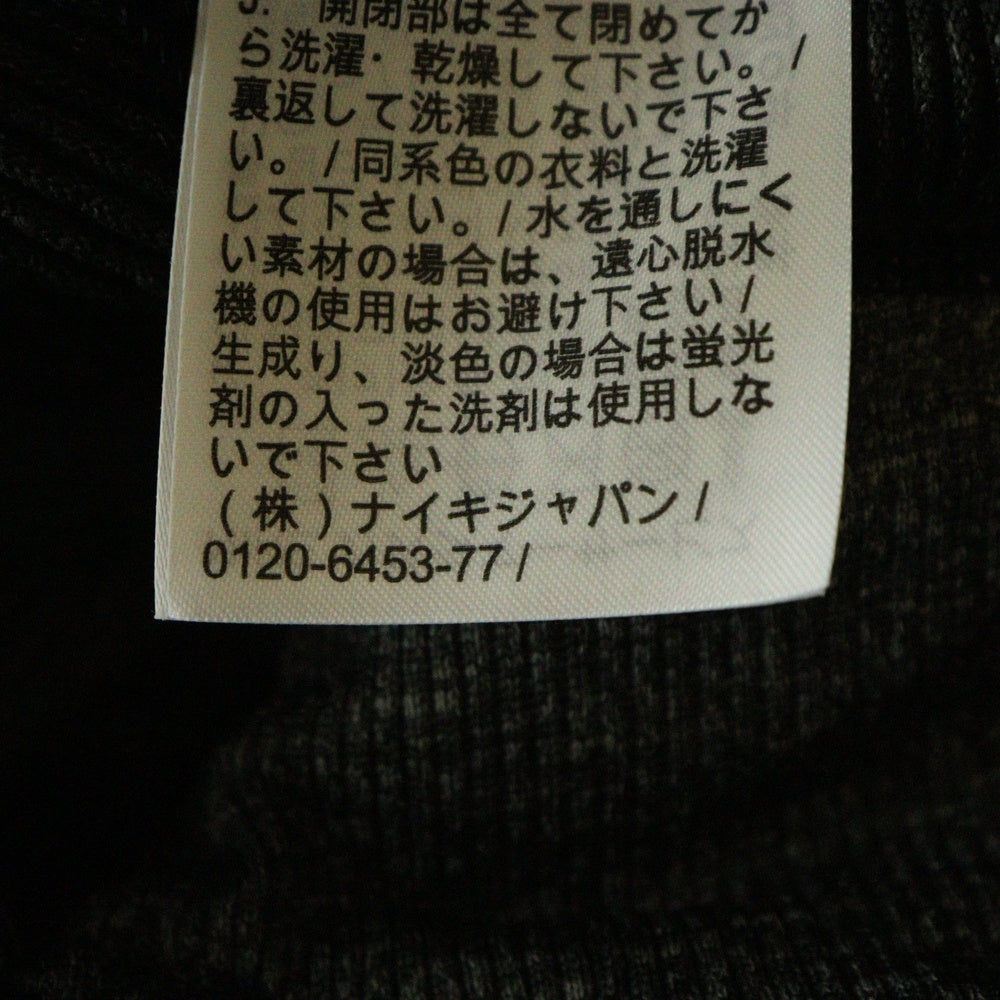 J. 開閉部は全て閉めてか
ら洗濯・乾燥して下さい。 /
裏返して洗濯しないで下さ
い。 / 同系色の衣料と洗濯
して下さい。 / 水を通しにく
い素材の場合は、遠心脱水
機の使用はお避け下さい /
生成り、淡色の場合は蛍光
剤の入った洗剤は使用しな
いで下さい
(株)ナイキジャパン /
0120-6453-77 /